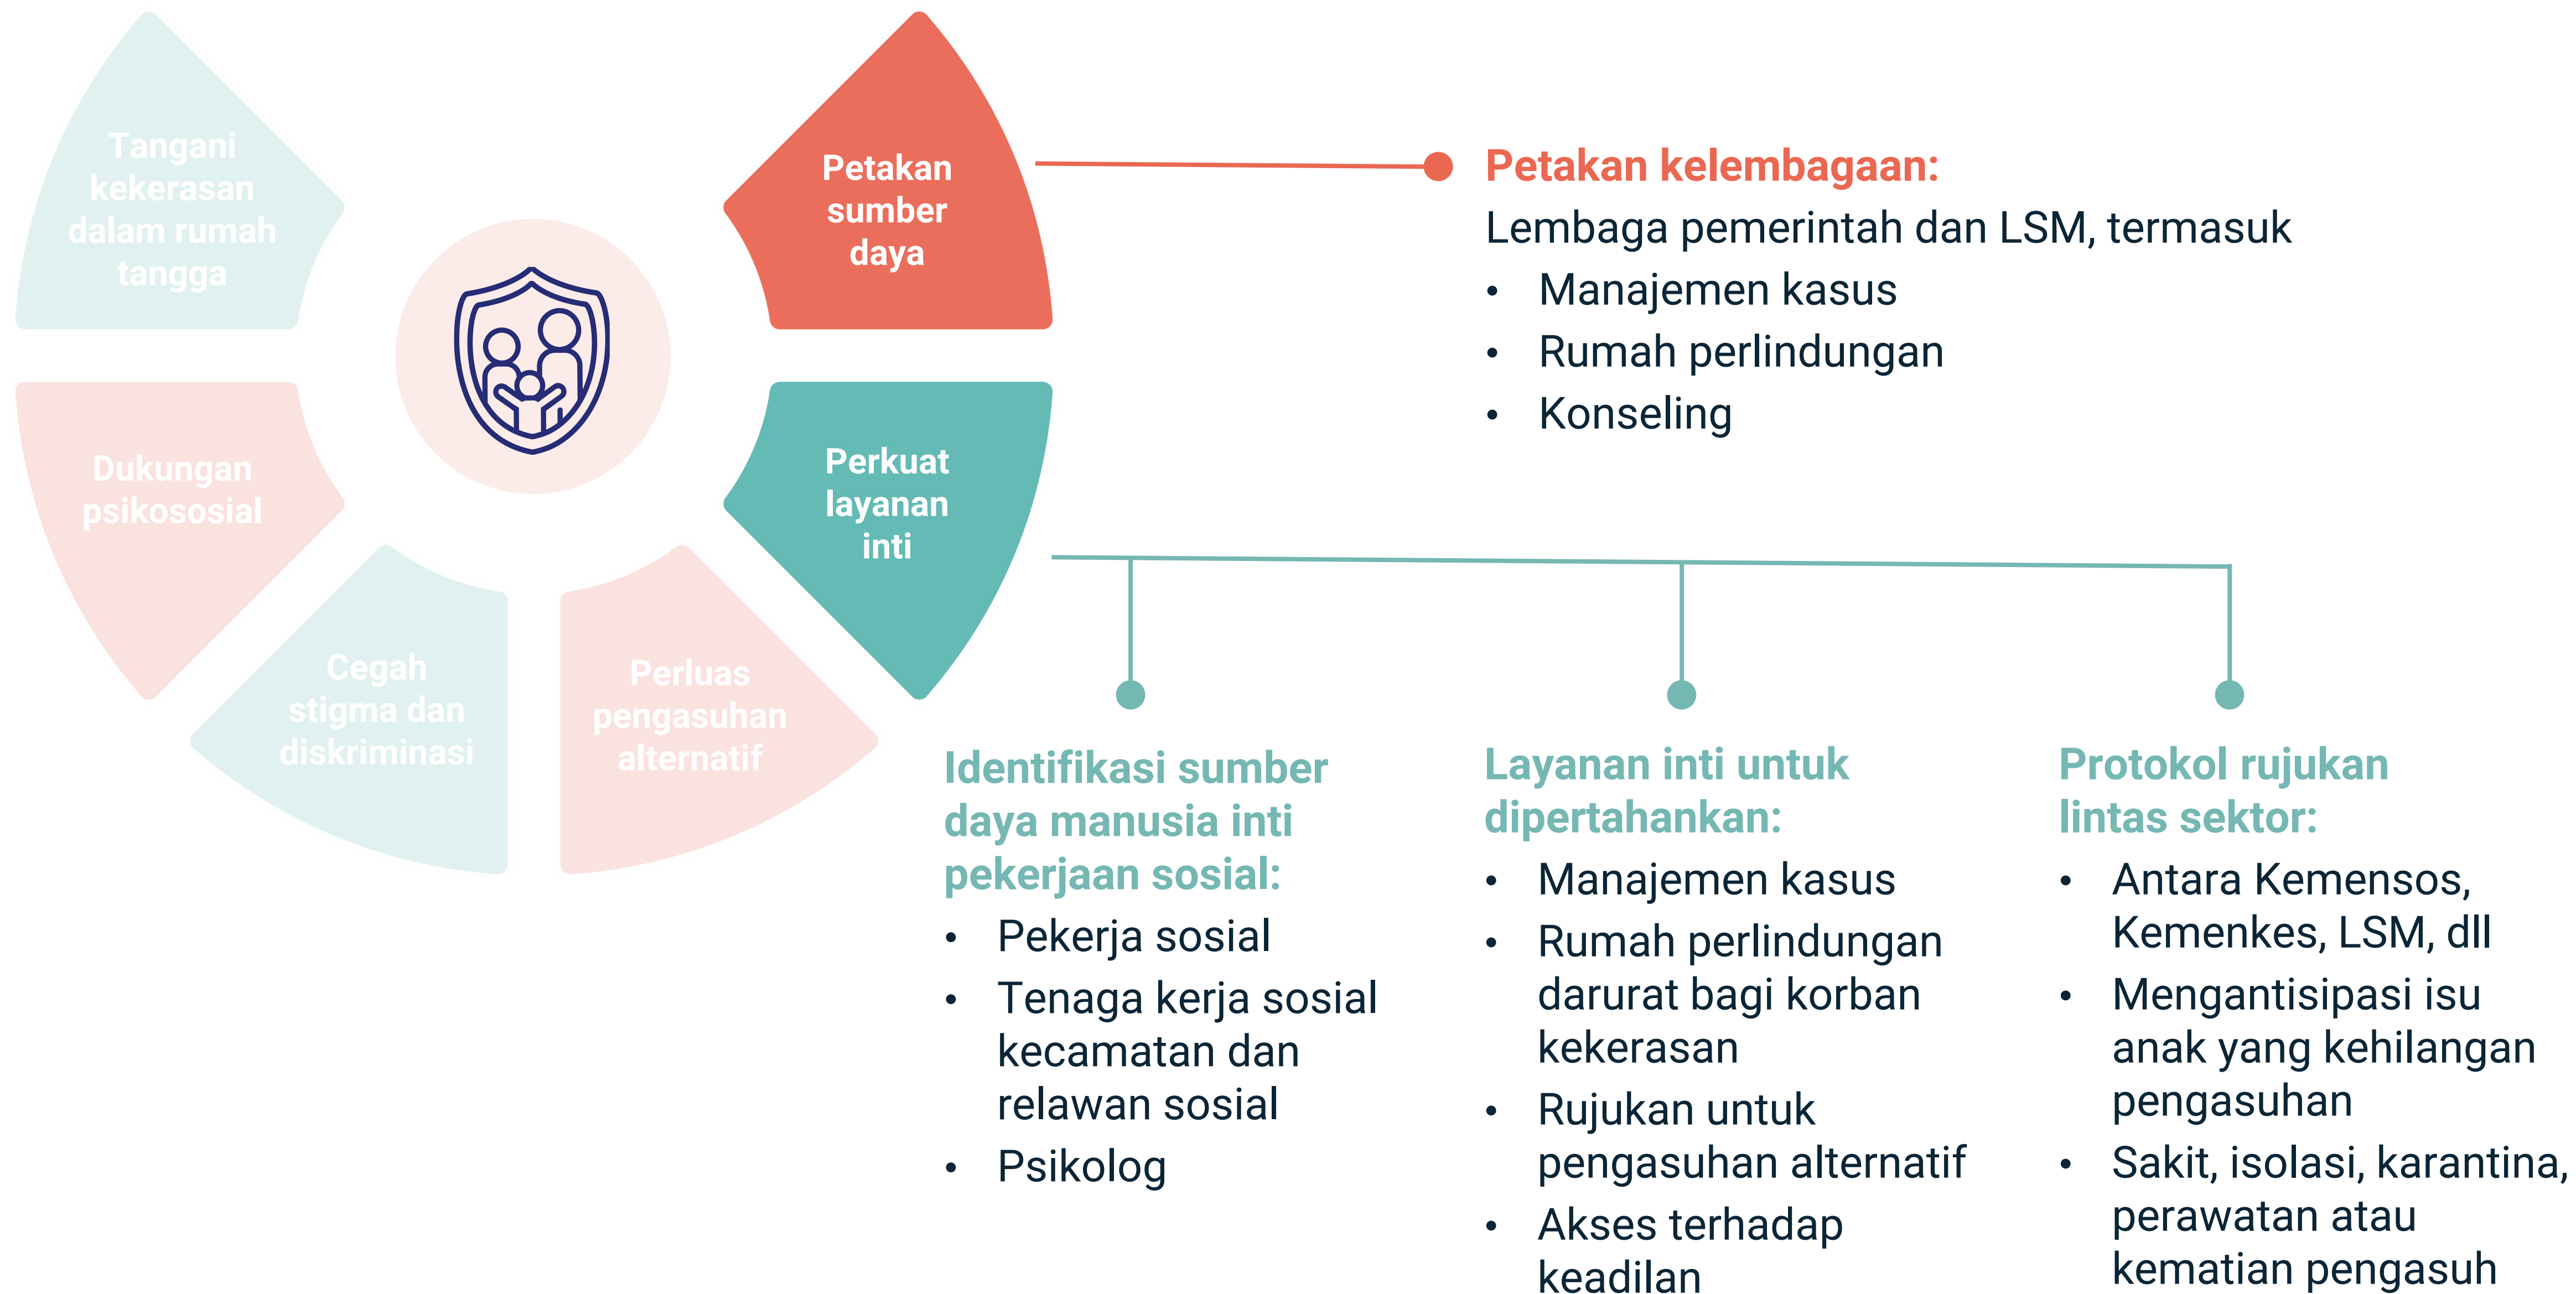 Tangani
kekerasan
dalam rumah
tangga
Dukungan
psikososial
Cegah
stigma dan
diskriminasi
Perluas
pengasuhan
alternatif
Petakan
sumber
daya
Perkuat
layanan
inti
Petakan kelembagaan:
Lembaga pemerintah dan LSM, termasuk
• Manajemen kasus
• Rumah perlindungan
• Konseling
Identifikasi sumber
daya manusia inti
pekerjaan sosial:
• Pekerja sosial
• Tenaga kerja sosial
kecamatan dan
relawan sosial
• Psikolog
Layanan inti untuk
dipertahankan:
• Manajemen kasus
• Rumah perlindungan
darurat bagi korban
kekerasan
• Rujukan untuk
pengasuhan alternatif
• Akses terhadap
keadilan
Protokol rujukan
lintas sektor:
• Antara Kemensos,
Kemenkes, LSM, dll
• Mengantisipasi isu
anak yang kehilangan
pengasuhan
• Sakit, isolasi, karantina,
perawatan atau
kematian pengasuh